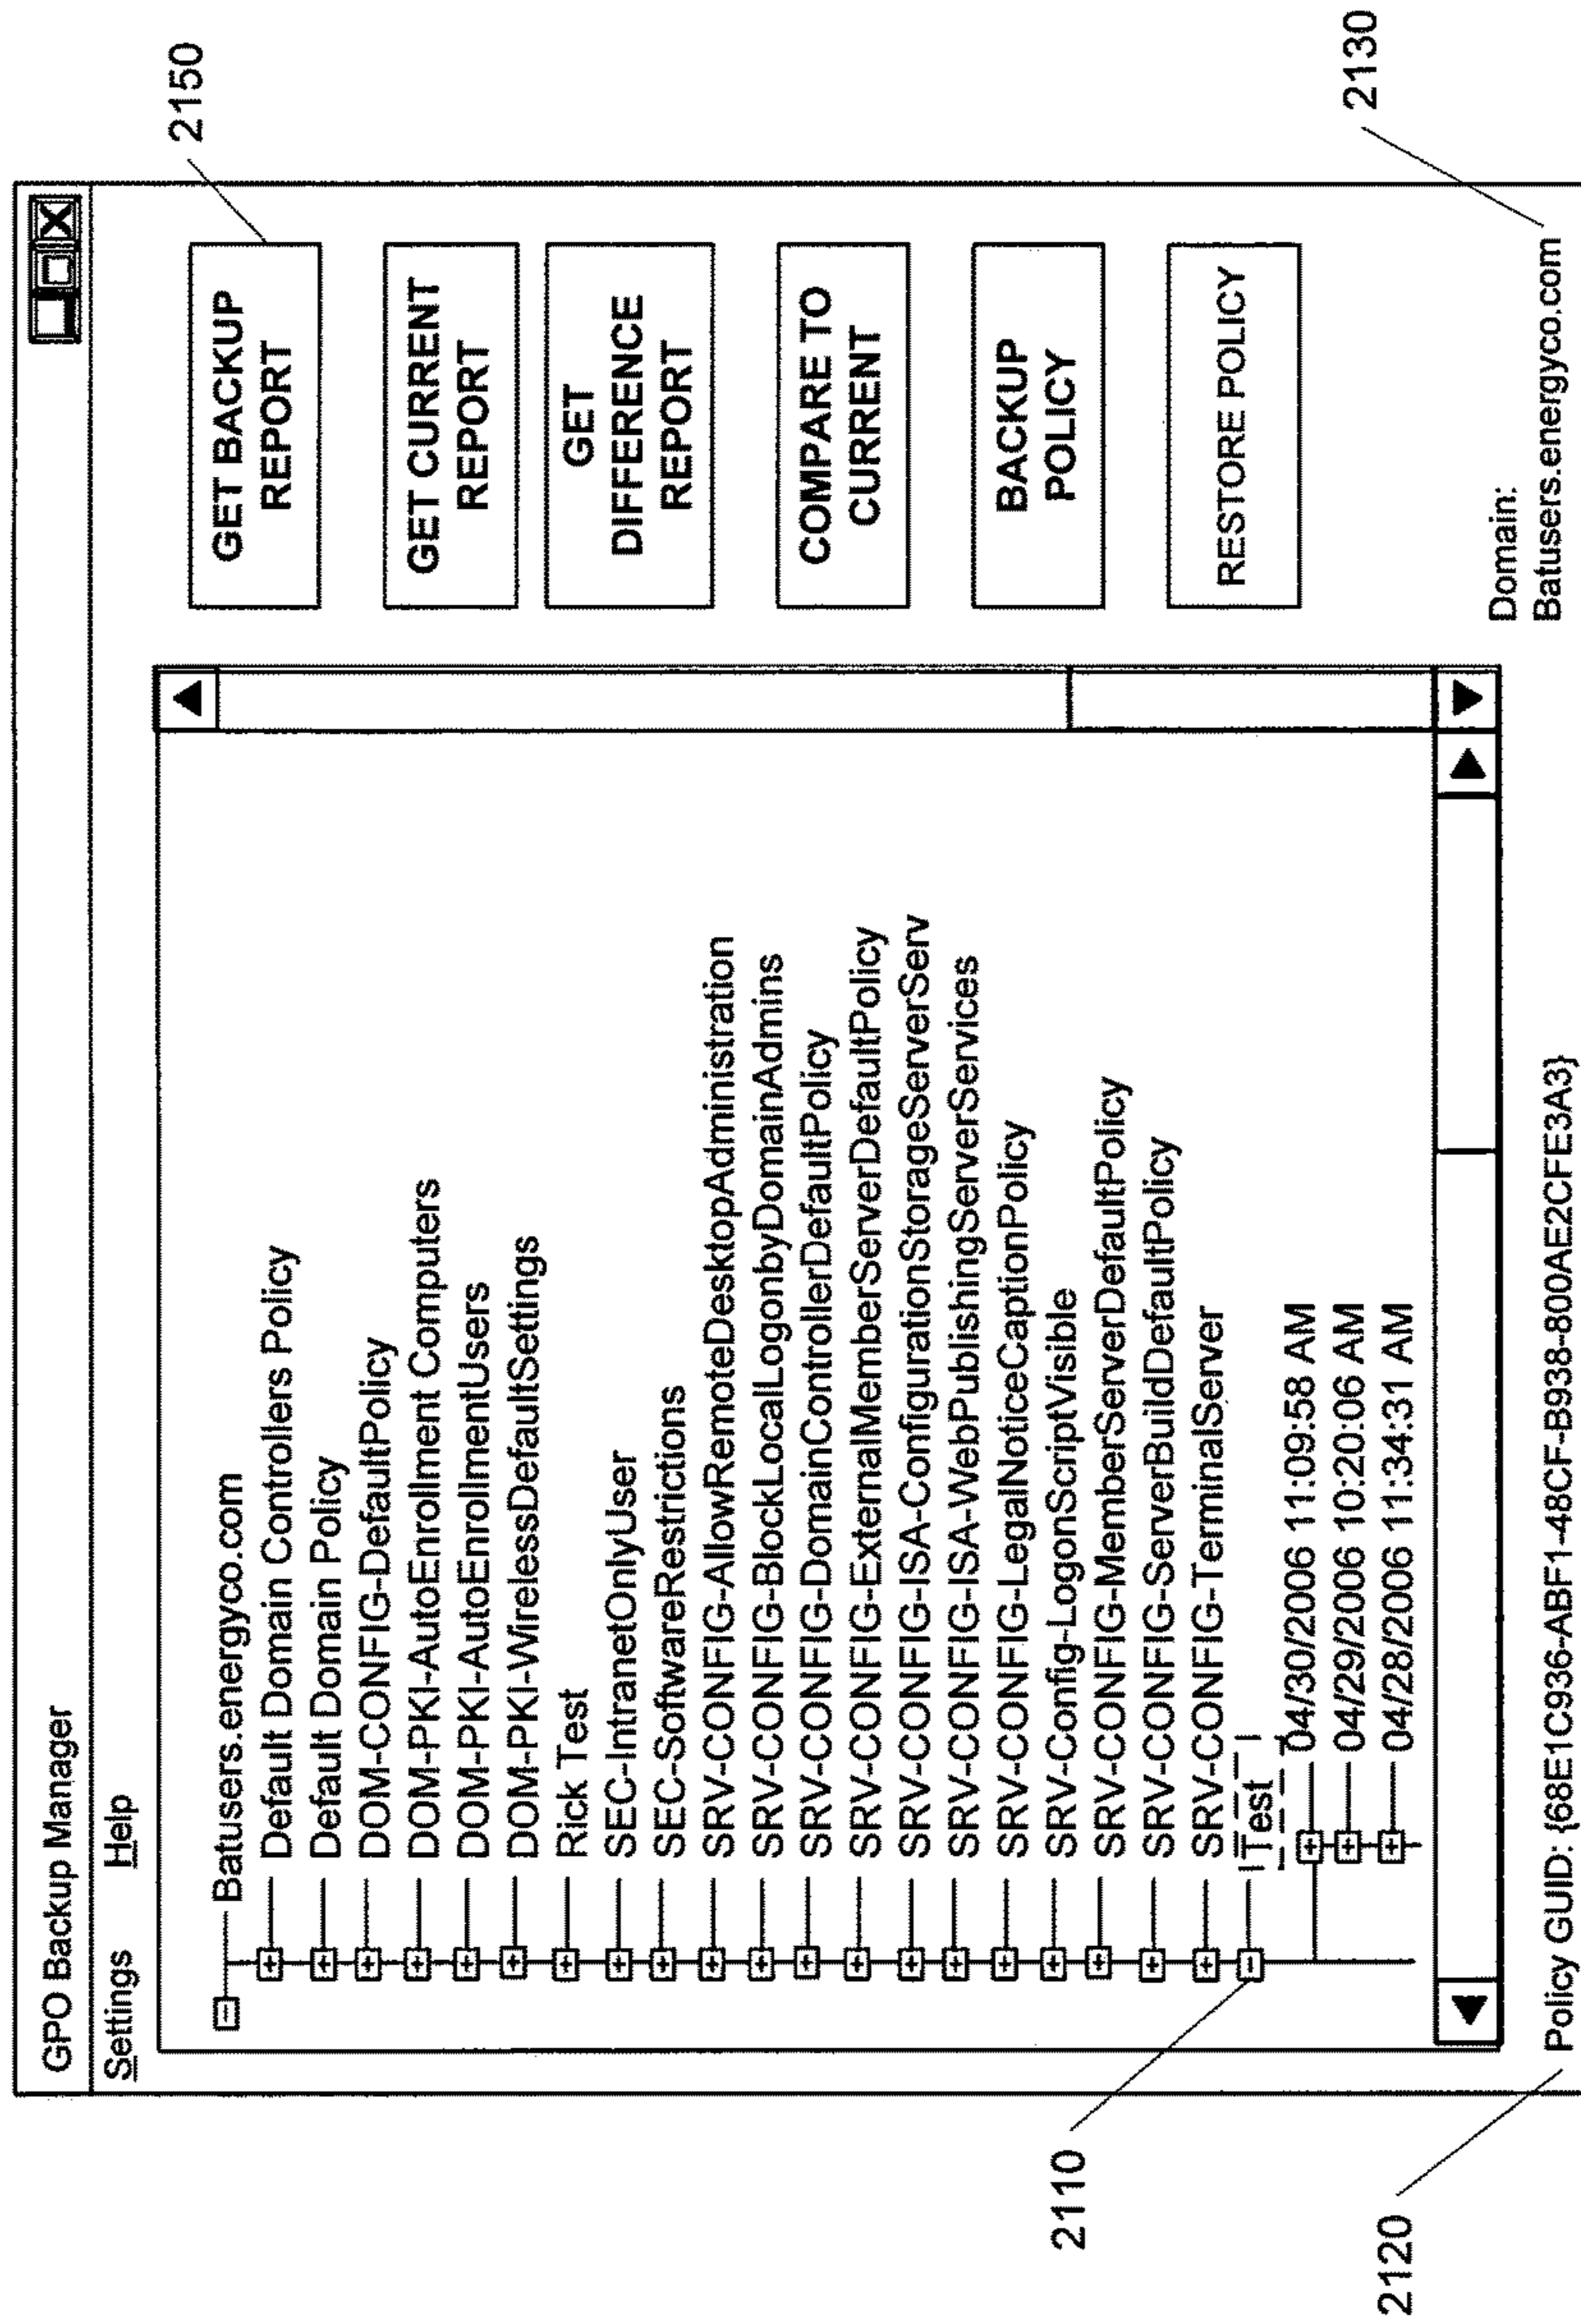 GPO Backup Manager
Settings Help
Batusers.energyco.com
Default Domain Controllers Policy
Default Domain Policy
DOM-CONFIG-DefaultPolicy
DOM-PKI-AutoEnrollment Computers
DOM-PKI-AutoEnrollmentUsers
DOM-PKI-WirelessDefaultSettings
Rick Test
SEC-IntranetOnlyUser
SEC-SoftwareRestrictions
SRV-CONFIG-AllowRemoteDesktopAdministration
SRV-CONFIG-BlockLocalLogonbyDomainAdmins
SRV-CONFIG-DomainControllerDefaultPolicy
SRV-CONFIG-ExternalMemberServerDefaultPolicy
SRV-CONFIG-ISA-ConfigurationStorageServerServ
SRV-CONFIG-ISA-WebPublishingServerServices
SRV-CONFIG-LegalNoticeCaptionPolicy
SRV-Config-LogonScriptVisible
SRV-CONFIG-MemberServerDefaultPolicy
SRV-CONFIG-ServerBuildDefaultPolicy
SRV-CONFIG-TerminalServer
Test
04/30/2006 11:09:58 AM
04/29/2006 10:20:06 AM
04/28/2006 11:34:31 AM
GET BACKUP
REPORT
GET CURRENT
REPORT
GET
DIFFERENCE
REPORT
COMPARE TO
CURRENT
BACKUP
POLICY
RESTORE POLICY
Domain:
Batusers.energyco.com
Policy GUID: {68E1C936-ABF1-48CF-B938-800AE2CFE3A3}
2150
2130
2110
2120